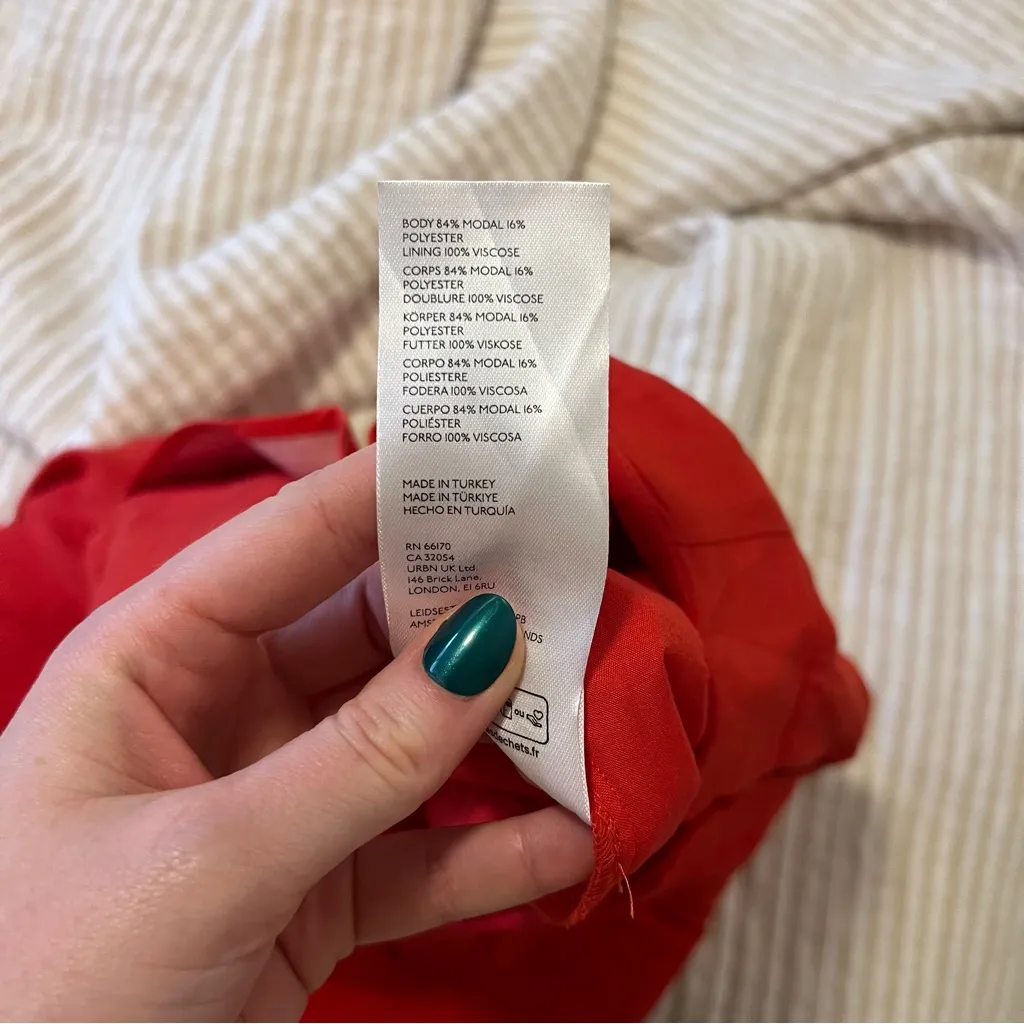 BODY 84% MODAL 16%
POLYESTER
LINING 100% VISCOSE
CORPS 84% MODAL 16%
POLYESTER
DOUBLURE 100% VISCOSE
KÖRPER 84% MODAL 16%
POLYESTER
FUTTER 100% VISKOSE
CORPO 84% MODAL 16%
POLIESTERE
FODERA 100% VISCOSA
CUERPO 84% MODAL 16%
POLIÉSTER
FORRO 100% VISCOSA
MADE IN TURKEY
MADE IN TÜRKIYE
HECHO EN TURQUÍA
RN 66170
CA 32054
URBN UK Ltd.
146 Brick Lane,
LONDON, E1 6RU
ou